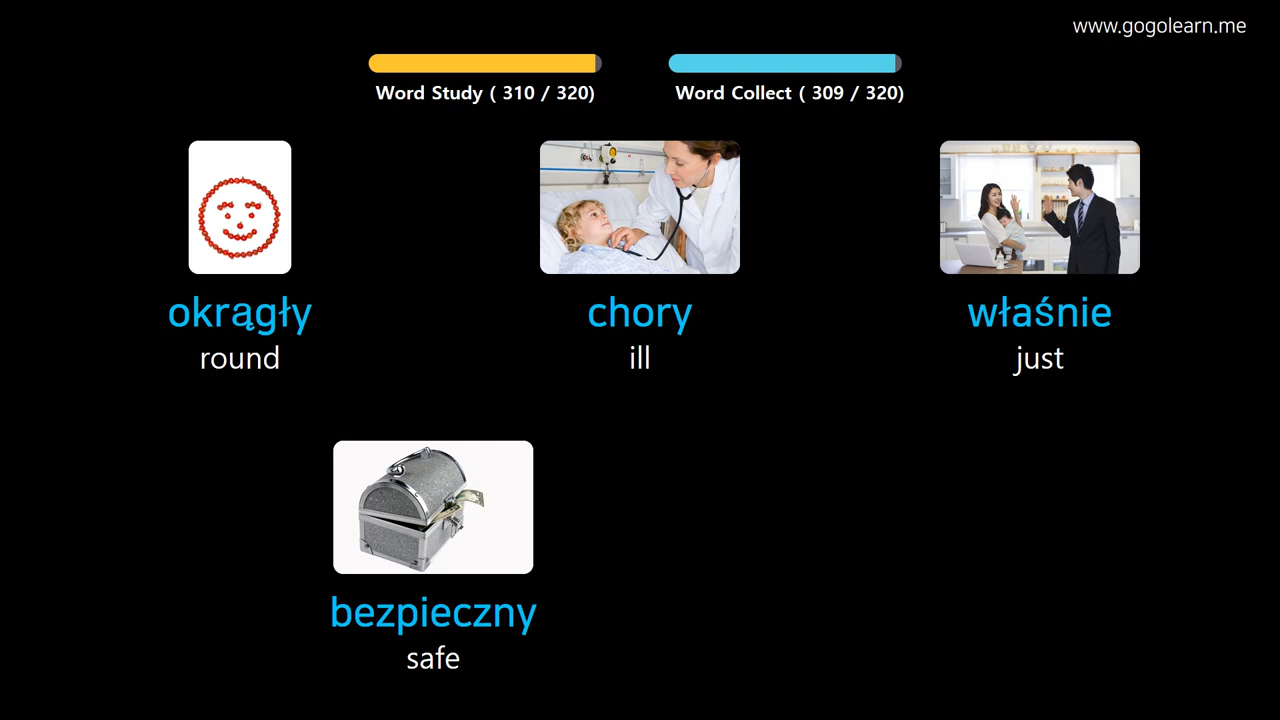 www.gogolearn.me
Word Study ( 310 / 320)
Word Collect ( 309 / 320)
okrągły
round
chory
ill
właśnie
just
bezpieczny
safe